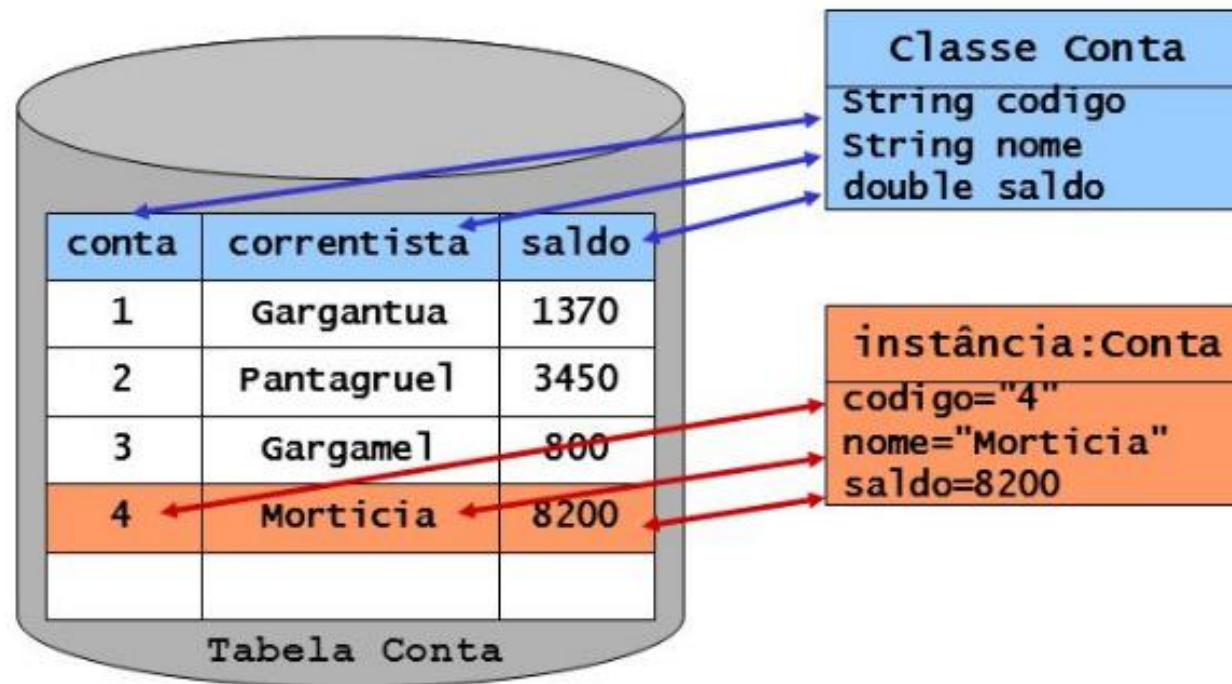 Classe Conta
String codigo
String nome
double saldo
conta correntista saldo
1 Gargantua 1370
2 Pantagruel 3450
3 Gargamel 800
4 Morticia 8200
Tabela Conta
instância:Conta
codigo="4"
nome="Morticia"
saldo=8200